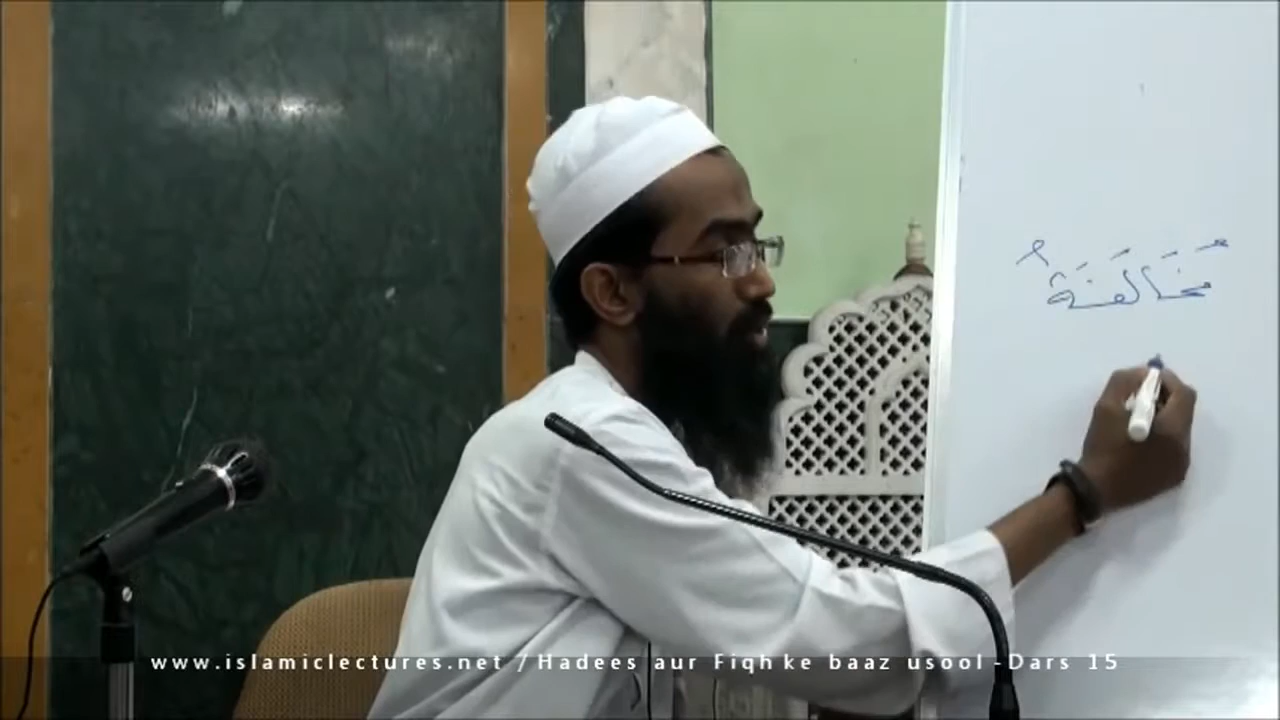 مُخَالَفَةٌ
www.islamiclectures.net / Hadees aur Fiqh ke baaz usool - Dars 15